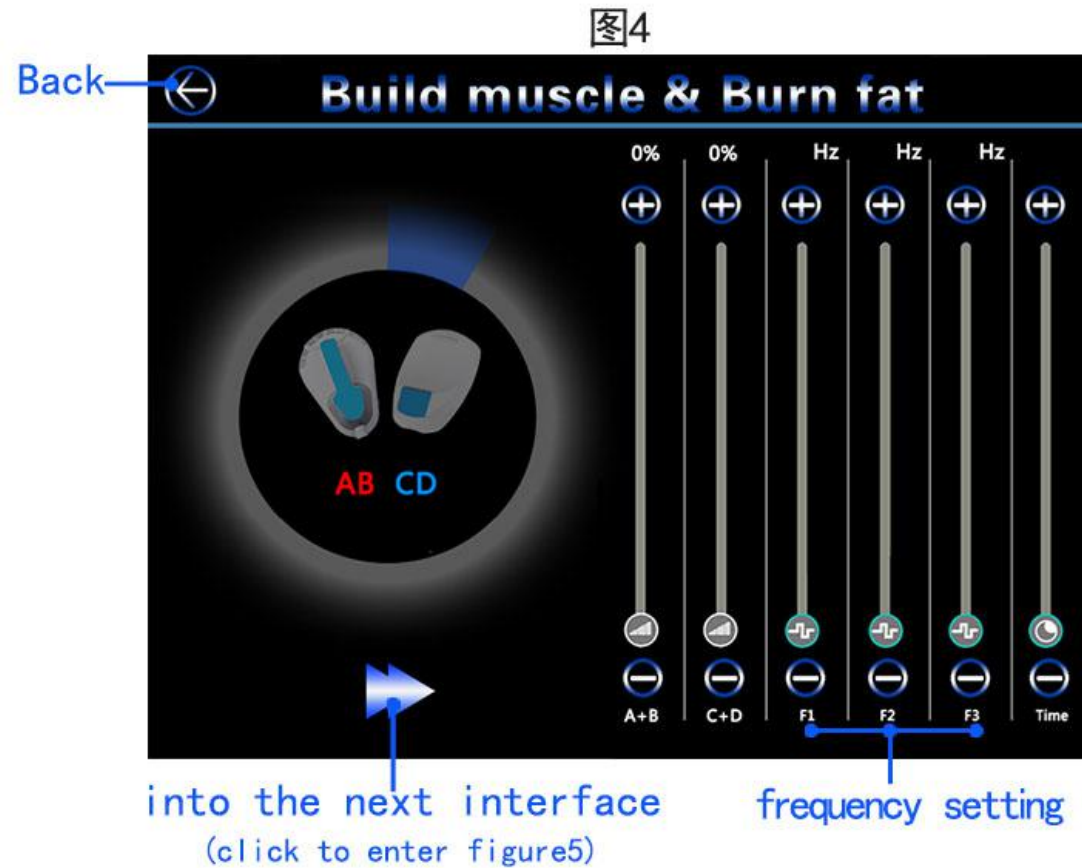 图4
Back
Build muscle & Burn fat
0% 0% Hz Hz Hz
AB CD
A+B C+D F1 F2 F3 Time
into the next interface
(click to enter figure5)
frequency setting